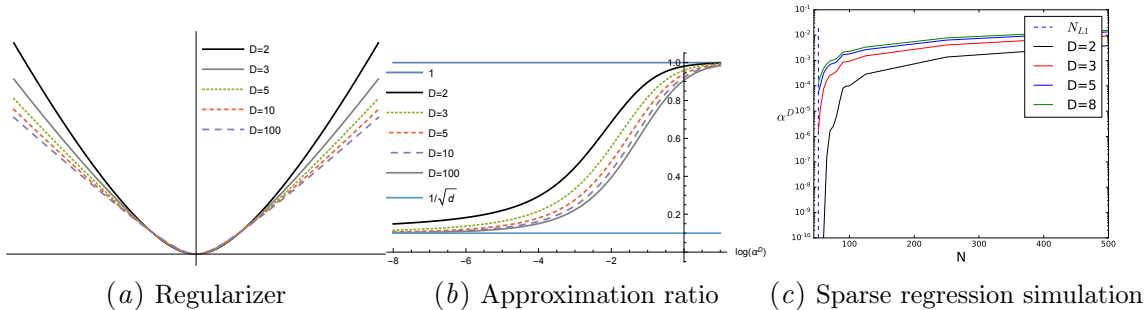 D=2
D=3
D=5
D=10
D=100
1
D=2
D=3
D=5
D=10
D=100
1/√d
1.0
0.8
0.6
0.4
0.2
-8
-6
-4
-2
0
log(α^D)
10^-1
10^-2
10^-3
10^-4
10^-5
10^-6
10^-7
10^-8
10^-9
10^-10
α^D
N_L1
D=2
D=3
D=5
D=8
100
200
300
400
500
N
(a) Regularizer
(b) Approximation ratio
(c) Sparse regression simulation